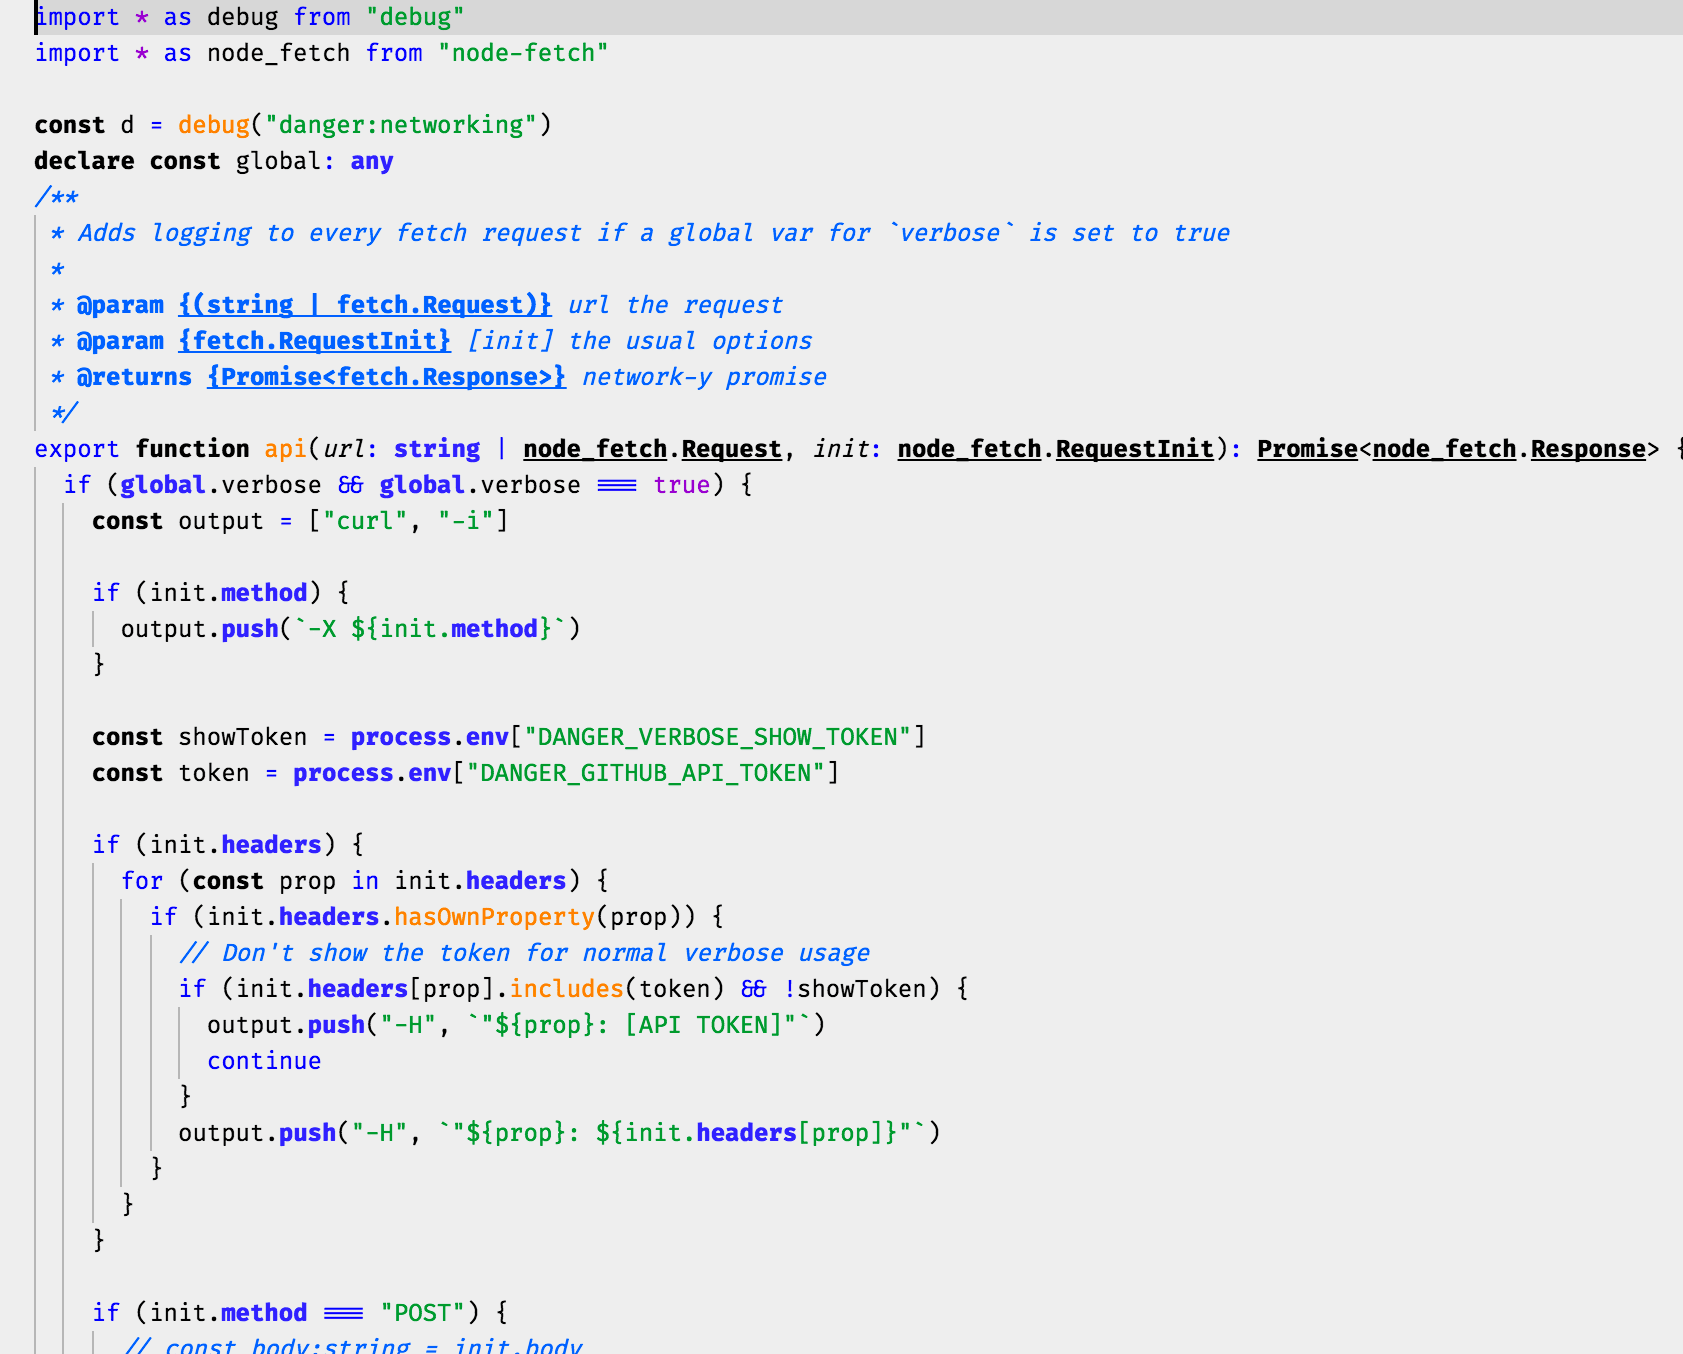 import * as debug from "debug"
import * as node_fetch from "node-fetch"

const d = debug("danger:networking")
declare const global: any
/**
 * Adds logging to every fetch request if a global var for `verbose` is set to true
 *
 * @param {(string | fetch.Request)} url the request
 * @param {fetch.RequestInit} [init] the usual options
 * @returns {Promise<fetch.Response>} network-y promise
 */
export function api(url: string | node_fetch.Request, init: node_fetch.RequestInit): Promise<node_fetch.Response> {
  if (global.verbose && global.verbose === true) {
    const output = ["curl", "-i"]

    if (init.method) {
      output.push(`-X ${init.method}`)
    }

    const showToken = process.env["DANGER_VERBOSE_SHOW_TOKEN"]
    const token = process.env["DANGER_GITHUB_API_TOKEN"]

    if (init.headers) {
      for (const prop in init.headers) {
        if (init.headers.hasOwnProperty(prop)) {
          // Don't show the token for normal verbose usage
          if (init.headers[prop].includes(token) && !showToken) {
            output.push("-H", `"${prop}: [API TOKEN]"`)
            continue
          }
          output.push("-H", `"${prop}: ${init.headers[prop]}"`)
        }
      }
    }

    if (init.method === "POST") {
      // const body:string = init.body